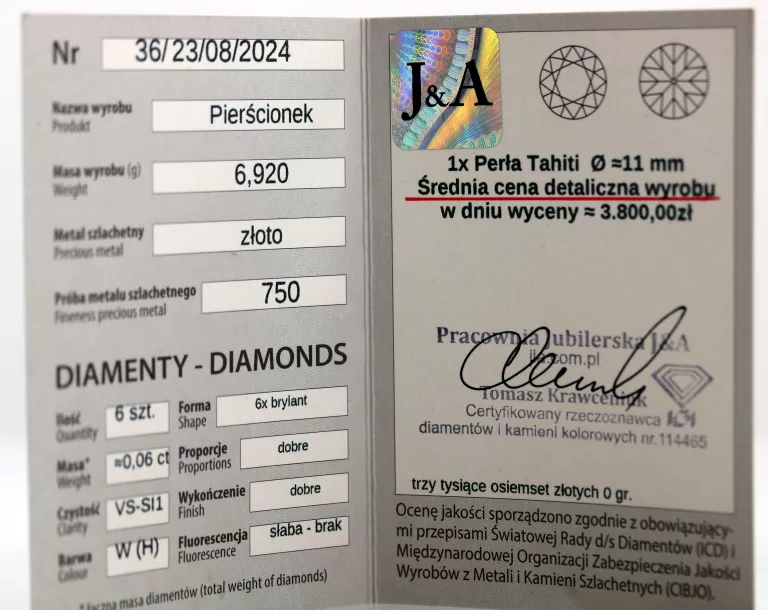 Nr 36/23/08/2024
Nazwa wyrobu Pierścionek
Produkt
Masa wyrobu (g) 6,920
Weight
Metal szlachetny złoto
Precious metal
Próba metalu szlachetnego 750
Fineness precious metal
DIAMENTY - DIAMONDS
Ilość 6 szt. Forma 6x brylant
Quantity Shape
Masa* ≈0,06 ct Proporcje dobre
Weight Proportions
Czystość VS-SI1 Wykończenie dobre
Clarity Finish
Barwa W (H) Fluorescencja słaba - brak
Colour Fluorescence
*łączna masa diamentów (total weight of diamonds)
J&A
1x Perła Tahiti Ø ≈11 mm
Średnia cena detaliczna wyrobu
w dniu wyceny ≈ 3.800,00zł
Pracownia Jubilerska J&A
.com.pl
Tomasz Krawceniuk
Certyfikowany rzeczoznawca
diamentów i kamieni kolorowych nr.114465
trzy tysiące osiemset złotych 0 gr.
Ocenę jakości sporządzono zgodnie z obowiązujący-
mi przepisami Światowej Rady d/s Diamentów (ICD) i
Międzynarodowej Organizacji Zabezpieczenia Jakości
Wyrobów z Metali i Kamieni Szlachetnych (CIBJO).